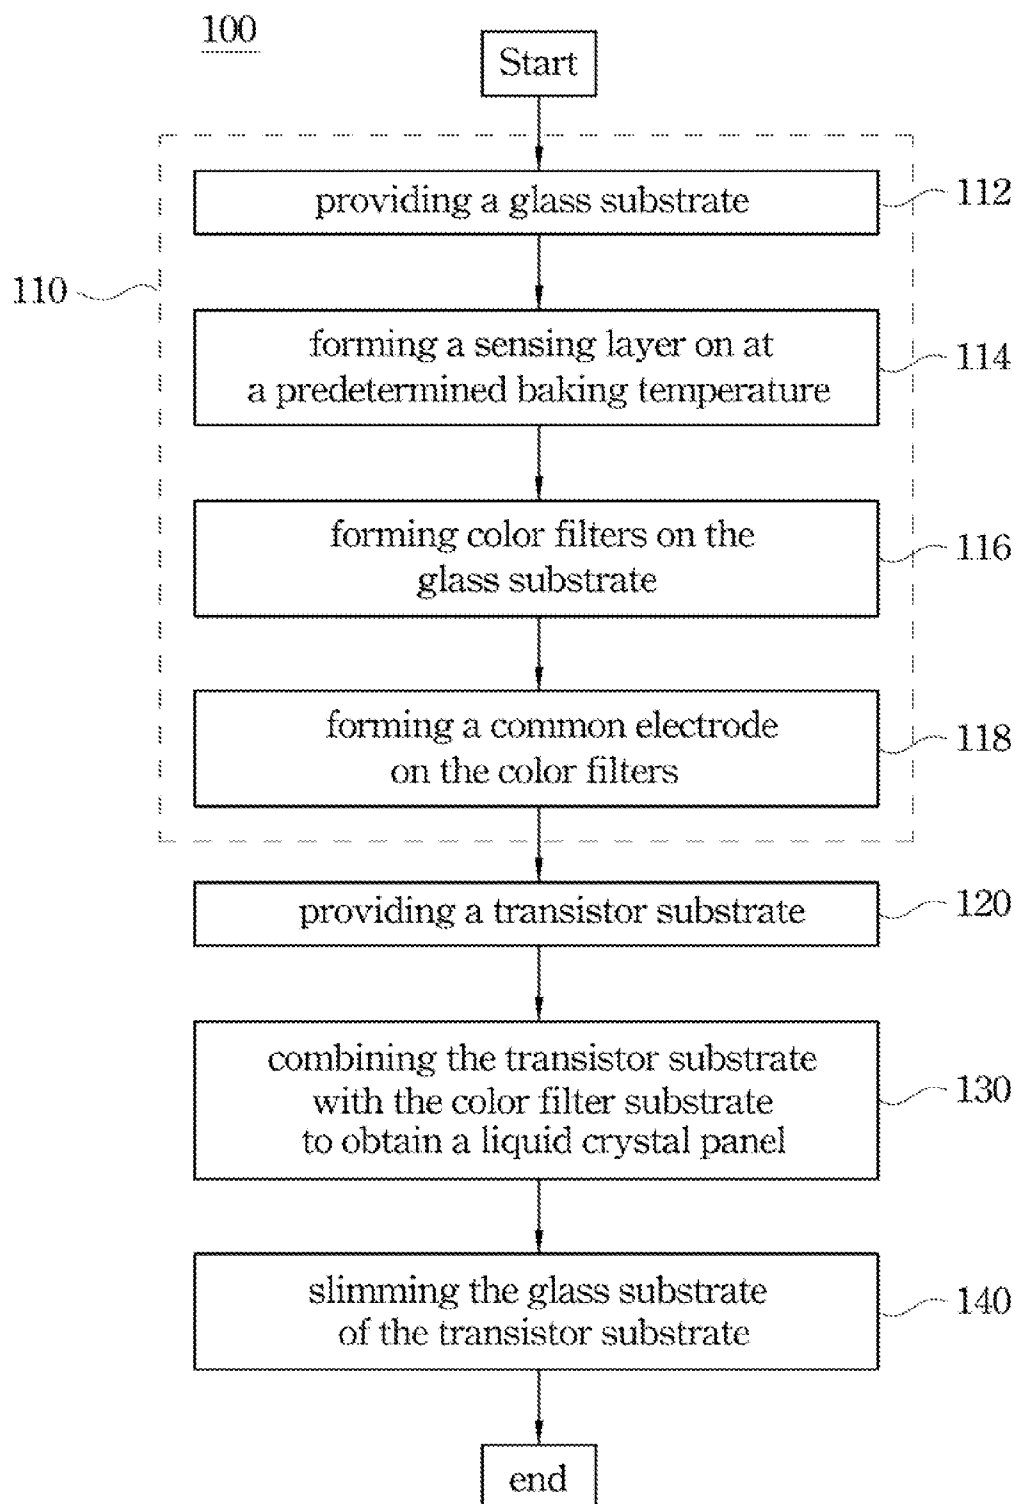 100
Start
providing a glass substrate
112
110
forming a sensing layer on at
a predetermined baking temperature
114
forming color filters on the
glass substrate
116
forming a common electrode
on the color filters
118
providing a transistor substrate
120
combining the transistor substrate
with the color filter substrate
to obtain a liquid crystal panel
130
slimming the glass substrate
of the transistor substrate
140
end